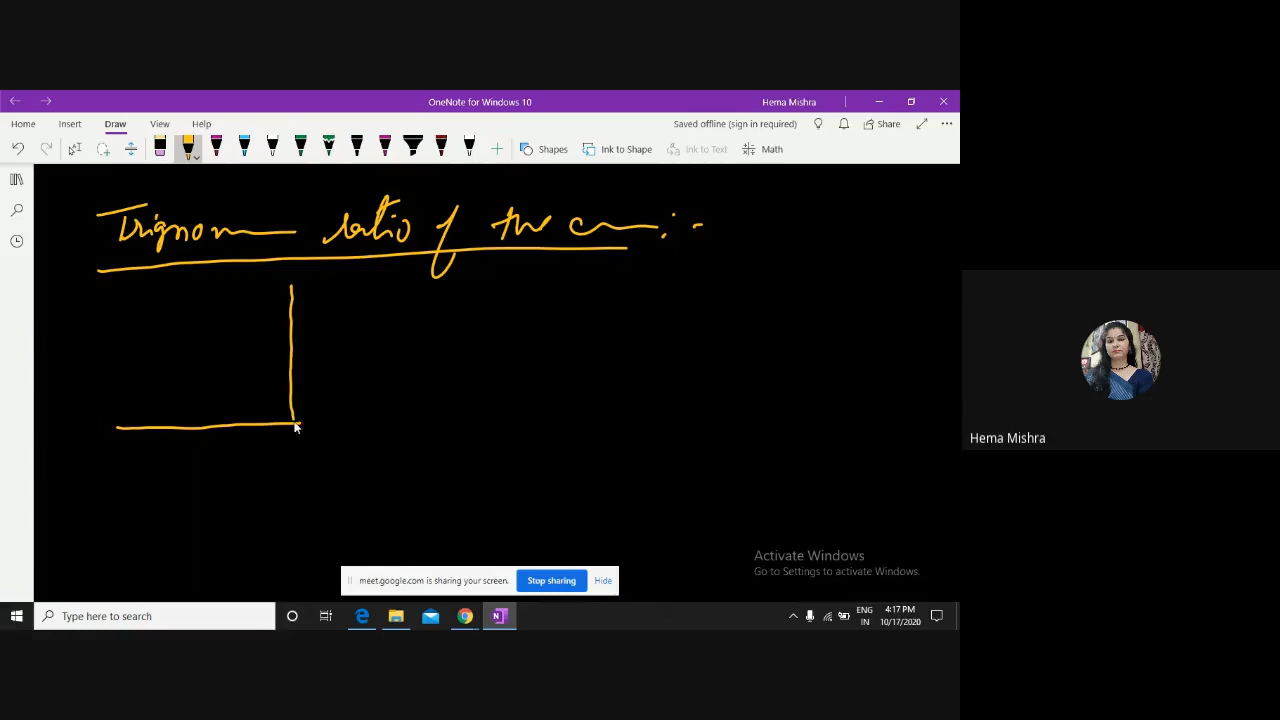 OneNote for Windows 10
Hema Mishra
Home Insert Draw View Help
Saved offline (sign in required) Share
Shapes Ink to Shape Ink to Text Math
ratio of the
Hema Mishra
Activate Windows
Go to Settings to activate Windows.
meet.google.com is sharing your screen. Stop sharing Hide
Type here to search
ENG 4:17 PM
IN 10/17/2020